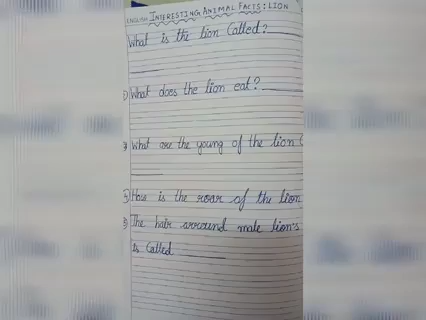 ENGLISH INTERESTING ANIMAL FACTS: LION
What is the lion Called?
① What does the lion eat?
③ What are the young of the lion
④ How is the roar of the lion
⑤ The hair arround male lion's
is Called